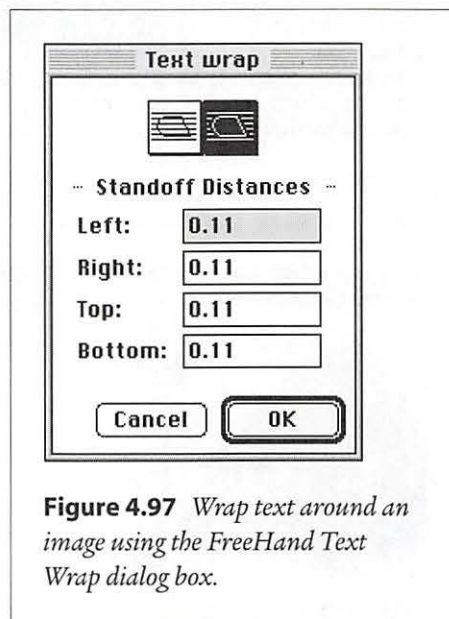 Text wrap
Standoff Distances
Left: 0.11
Right: 0.11
Top: 0.11
Bottom: 0.11
Cancel OK
Figure 4.97 Wrap text around an
image using the FreeHand Text
Wrap dialog box.